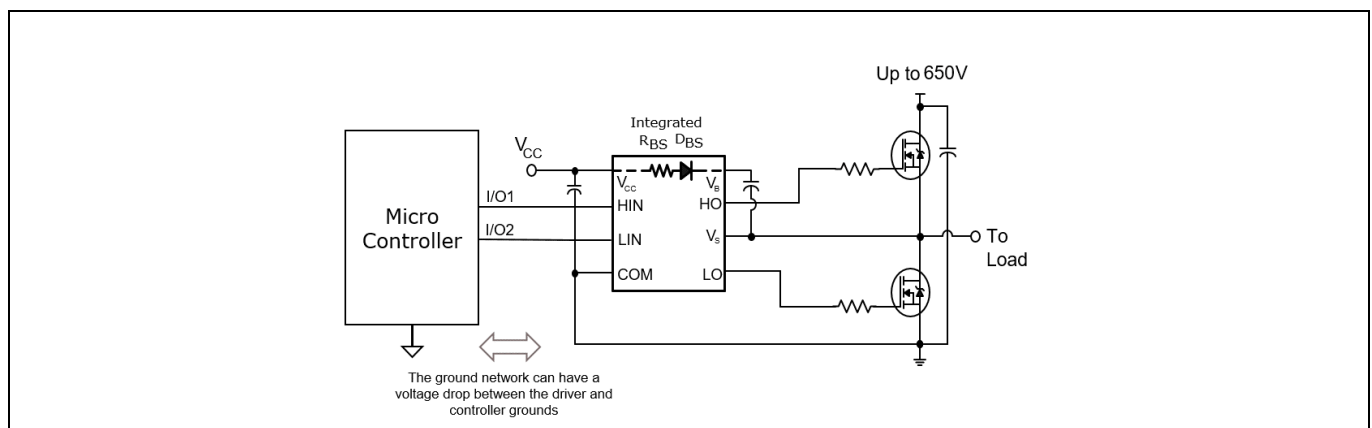 Up to 650V
Integrated
RBS DBS
VCC
VCC
VB
I/O1
HIN
HO
Micro
Controller
I/O2
LIN
VS
To
Load
COM
LO
The ground network can have a
voltage drop between the driver and
controller grounds